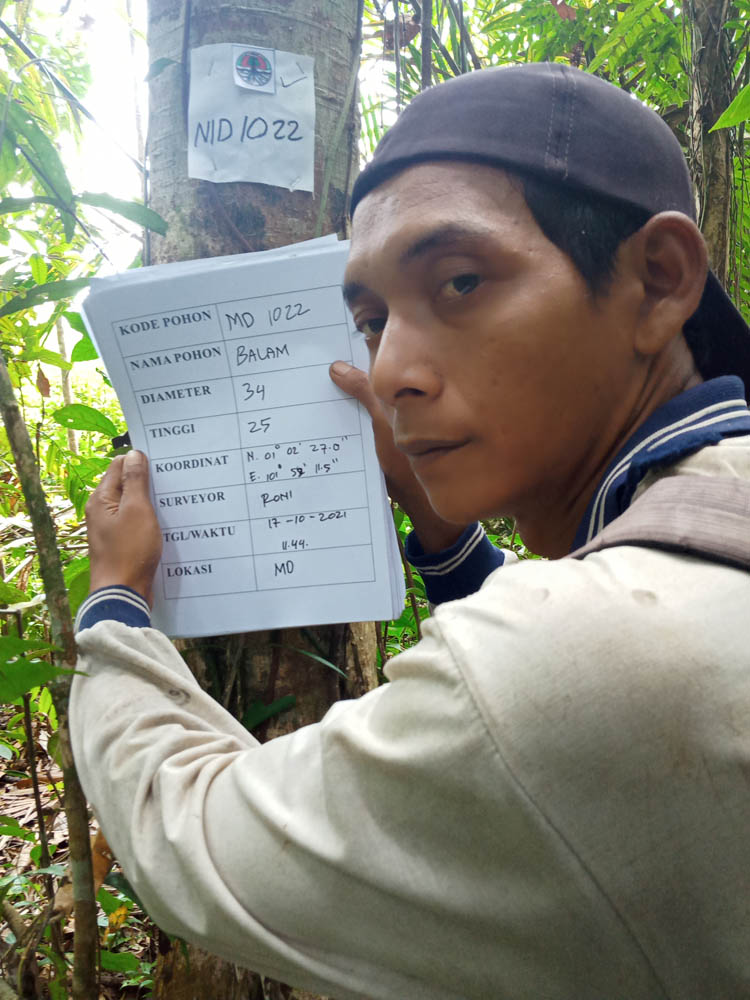 MD 1022
KODE POHON MD 1022
NAMA POHON BALAM
DIAMETER 34
TINGGI 25
KOORDINAT N. 01° 02' 27.0"
E. 101° 57' 11.5"
SURVEYOR RONI
TGL/WAKTU 17-10-2021
11.44.
LOKASI MD